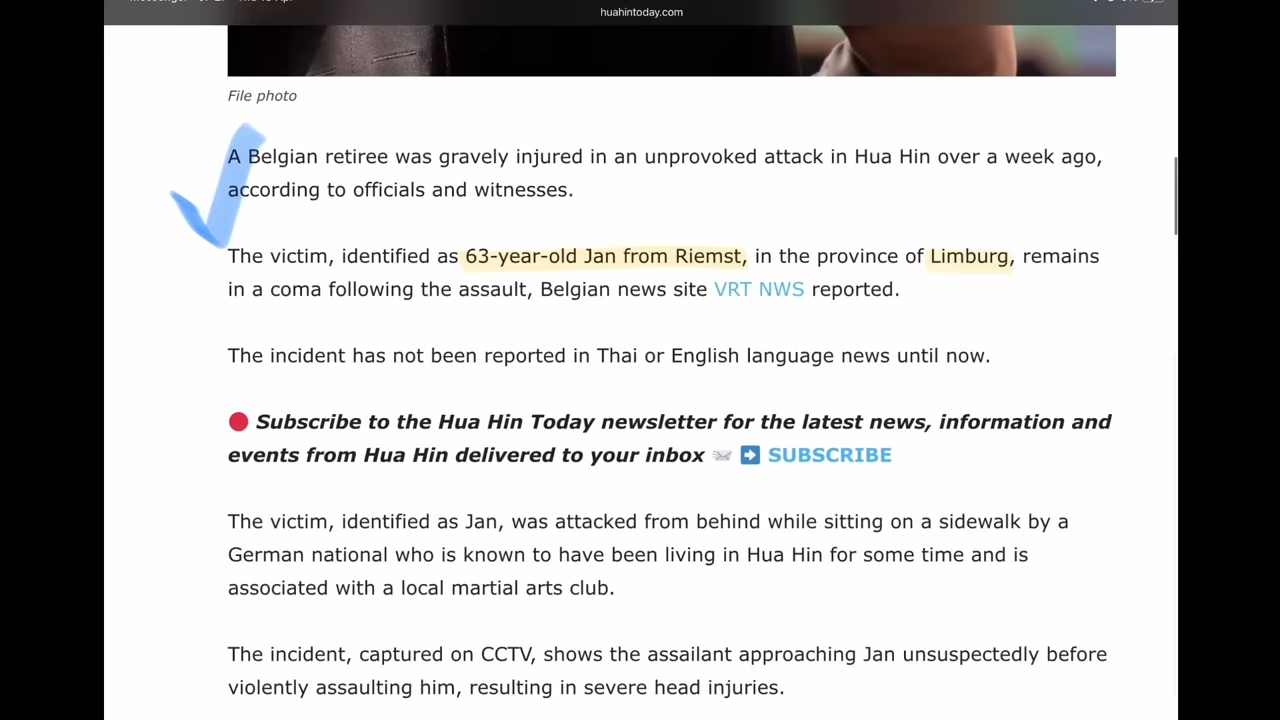 huahintoday.com
File photo
A Belgian retiree was gravely injured in an unprovoked attack in Hua Hin over a week ago,
according to officials and witnesses.
The victim, identified as 63-year-old Jan from Riemst, in the province of Limburg, remains
in a coma following the assault, Belgian news site VRT NWS reported.
The incident has not been reported in Thai or English language news until now.
Subscribe to the Hua Hin Today newsletter for the latest news, information and
events from Hua Hin delivered to your inbox SUBSCRIBE
The victim, identified as Jan, was attacked from behind while sitting on a sidewalk by a
German national who is known to have been living in Hua Hin for some time and is
associated with a local martial arts club.
The incident, captured on CCTV, shows the assailant approaching Jan unsuspectedly before
violently assaulting him, resulting in severe head injuries.